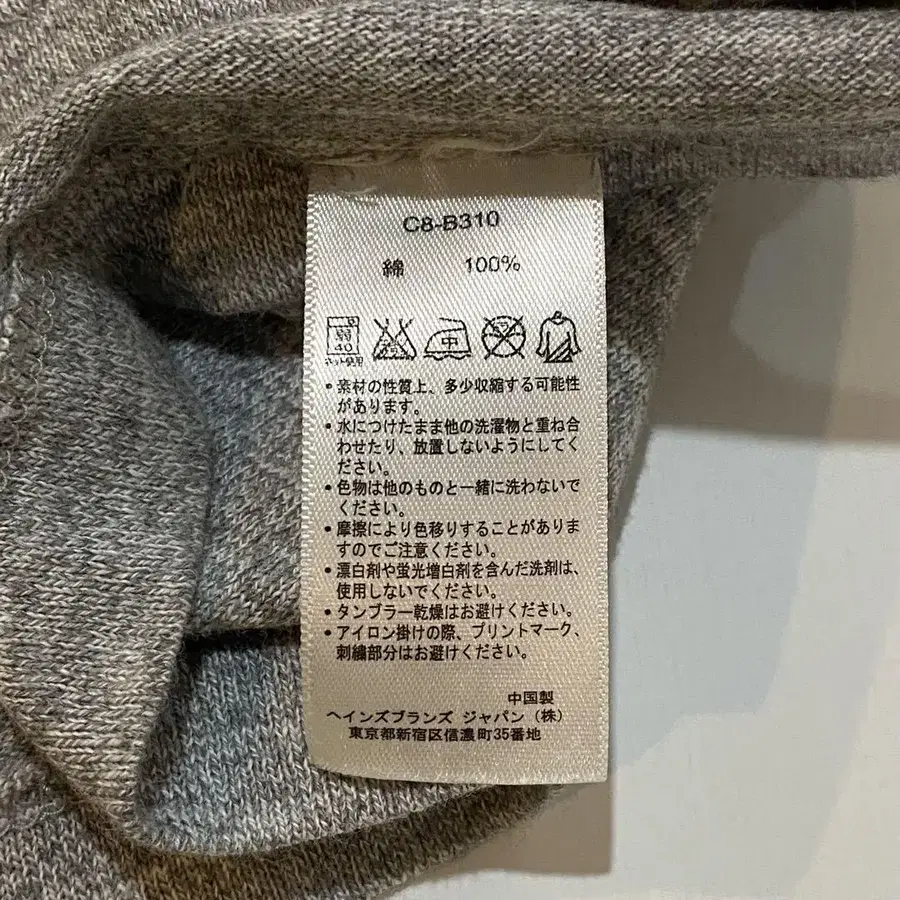 C8-B310
綿 100%
弱
40
ネット使用
中
・素材の性質上、多少収縮する可能性
があります。
・水につけたまま他の洗濯物と重ね合
わせたり、放置しないようにしてく
ださい。
・色物は他のものと一緒に洗わないで
ください。
・摩擦により色移りすることがありま
すのでご注意ください。
・漂白剤や蛍光増白剤を含んだ洗剤は、
使用しないでください。
・タンブラー乾燥はお避けください。
・アイロン掛けの際、プリントマーク、
刺繍部分はお避けください。
中国製
ヘインズブランズ ジャパン（株）
東京都新宿区信濃町35番地